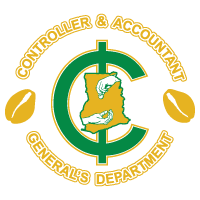 CONTROLLER & ACCOUNTANT
GENERAL'S DEPARTMENT